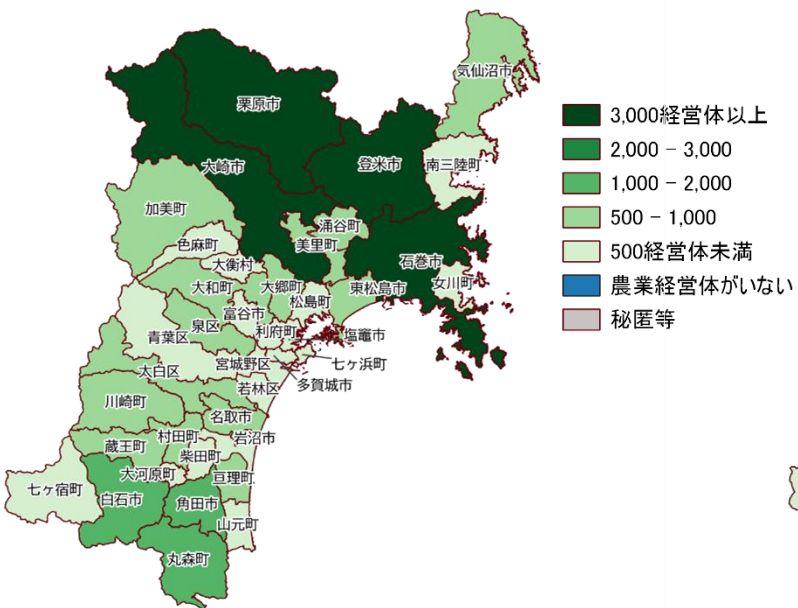 気仙沼市
栗原市
登米市
南三陸町
大崎市
加美町
涌谷町
美里町
色麻町
石巻市
大衡村
女川町
大和町
大郷町
東松島市
松島町
富谷市
泉区
利府町
塩竈市
青葉区
宮城野区
七ヶ浜町
太白区
多賀城市
若林区
川崎町
名取市
村田町
岩沼市
蔵王町
柴田町
大河原町
亘理町
七ヶ宿町
白石市
角田市
山元町
丸森町
3,000経営体以上
2,000 − 3,000
1,000 − 2,000
500 − 1,000
500経営体未満
農業経営体がいない
秘匿等